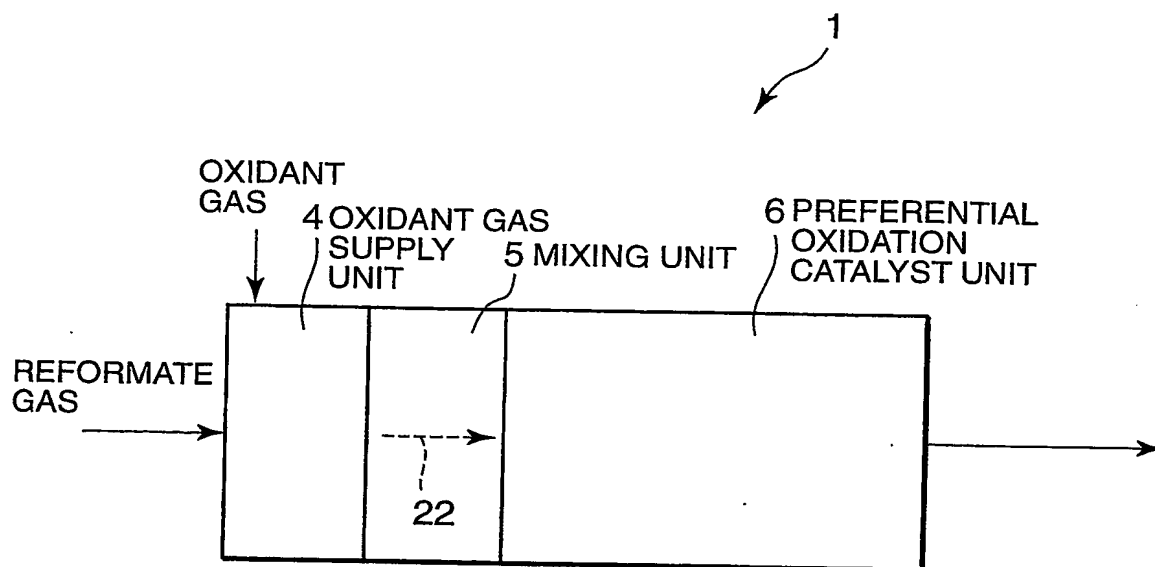 1
OXIDANT
GAS
4 OXIDANT GAS
SUPPLY
UNIT
5 MIXING UNIT
6 PREFERENTIAL
OXIDATION
CATALYST UNIT
REFORMATE
GAS
22